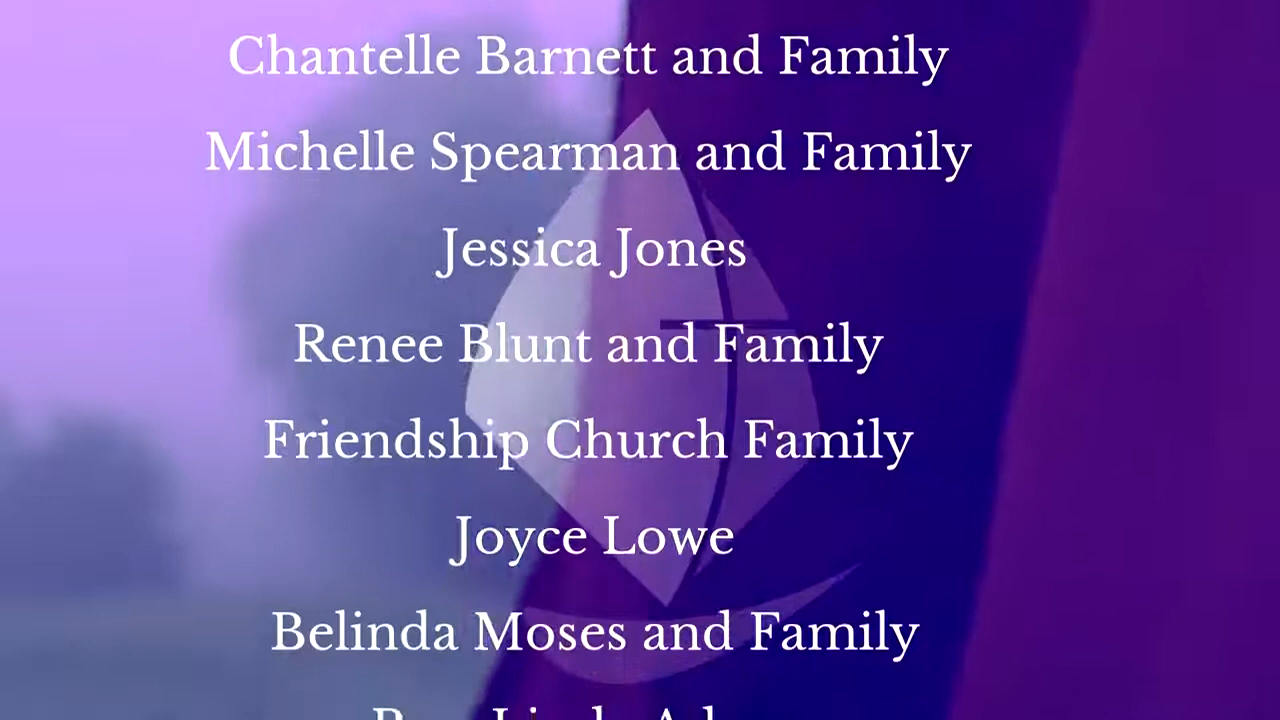 Chantelle Barnett and Family
Michelle Spearman and Family
Jessica Jones
Renee Blunt and Family
Friendship Church Family
Joyce Lowe
Belinda Moses and Family